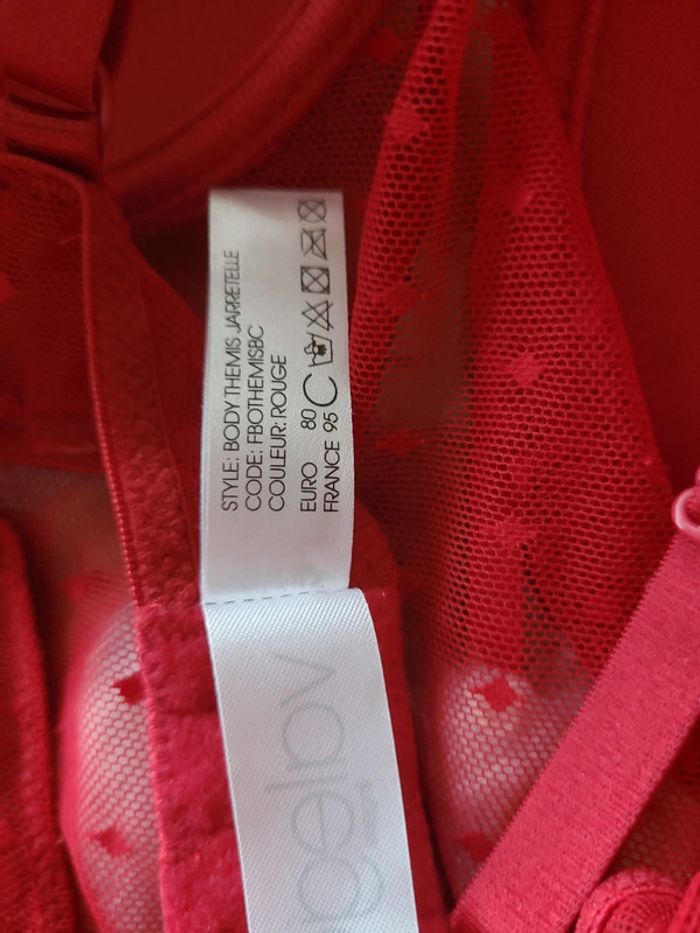 STYLE: BODY THEMIS JARRETELLE
CODE: FBOTHEMISBC
COULEUR: ROUGE
EURO 80 C
FRANCE 95